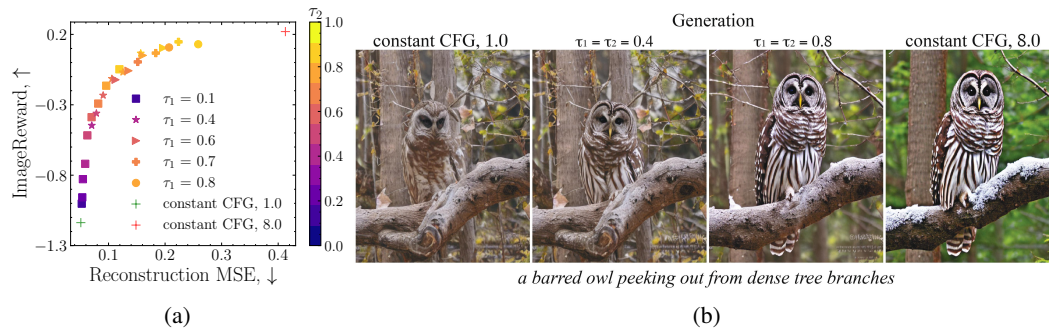 τ₂
0.2
−0.3
−0.8
−1.3
ImageReward, ↑
0.1
0.2
0.3
0.4
Reconstruction MSE, ↓
τ₁ = 0.1
τ₁ = 0.4
τ₁ = 0.6
τ₁ = 0.7
τ₁ = 0.8
constant CFG, 1.0
constant CFG, 8.0
1.0
0.8
0.6
0.4
0.2
0.0
(a)
Generation
constant CFG, 1.0
τ₁ = τ₂ = 0.4
τ₁ = τ₂ = 0.8
constant CFG, 8.0
a barred owl peeking out from dense tree branches
(b)